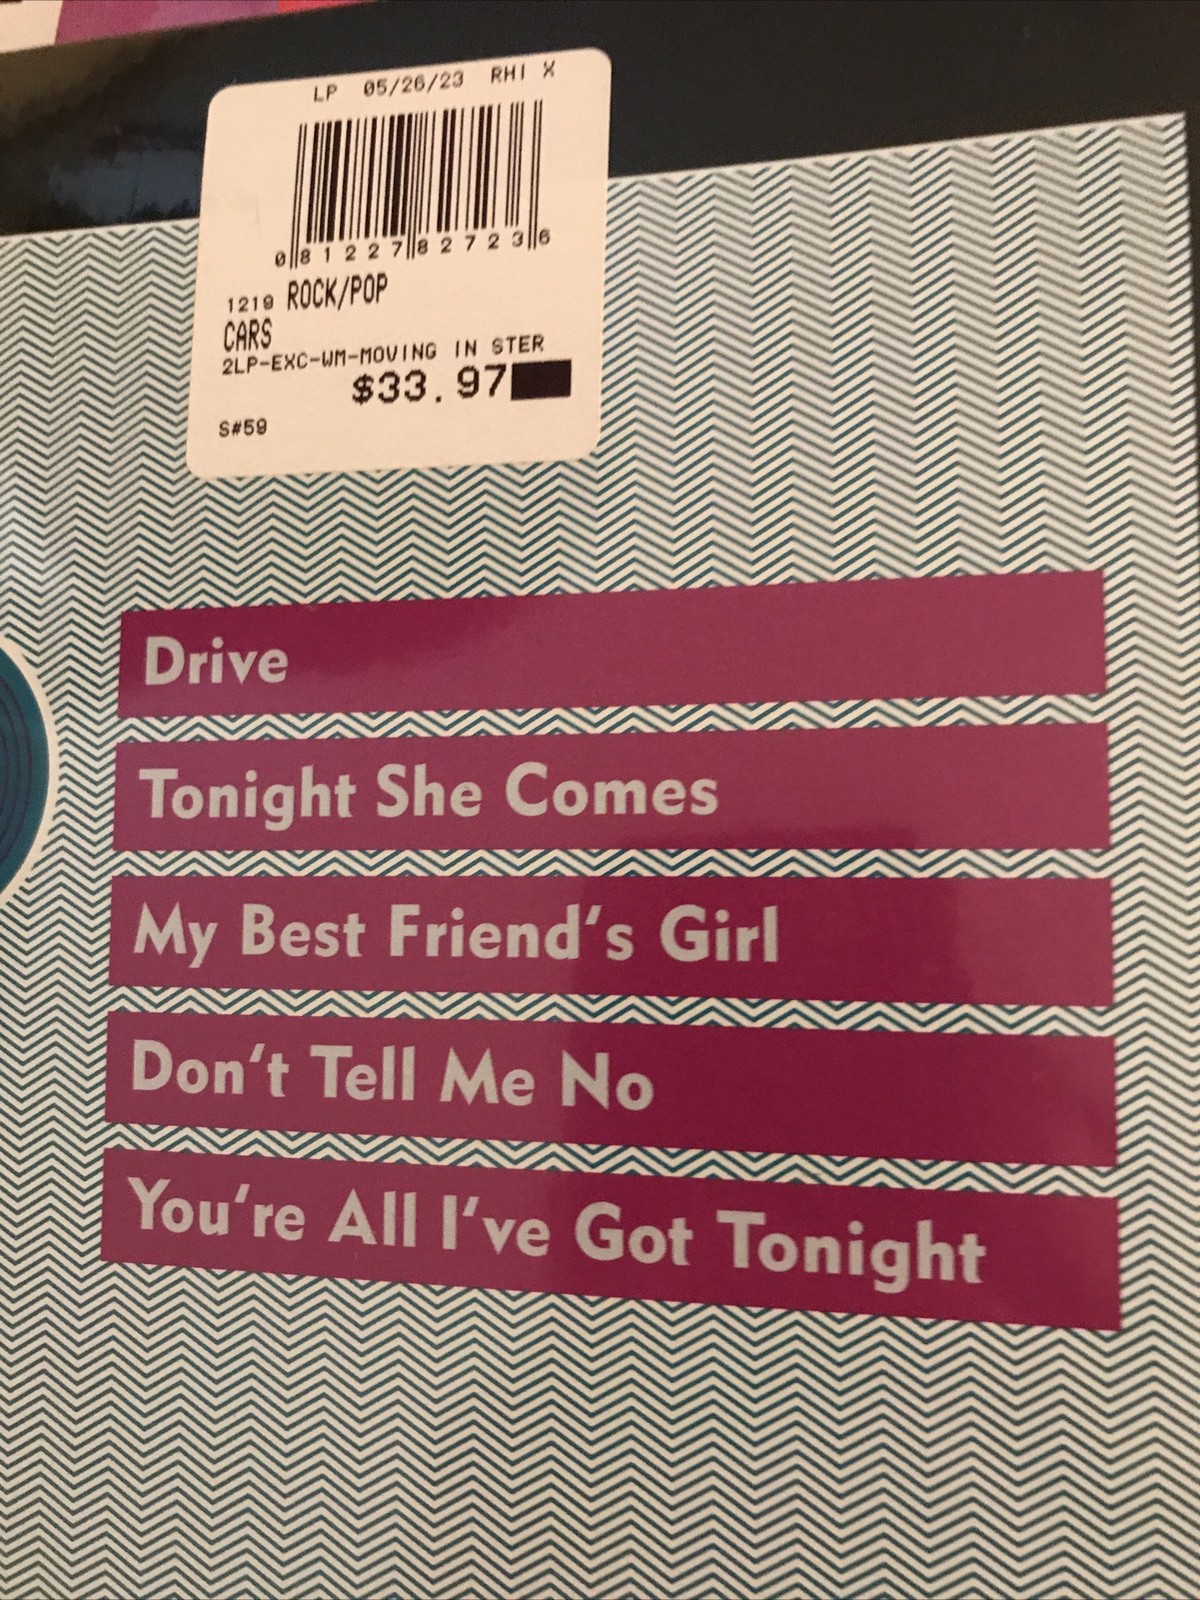 LP 05/26/23 RHI X
0 81227 82723 6
1219 ROCK/POP
CARS
2LP-EXC-WM-MOVING IN STER
$33.97
S#59
Drive
Tonight She Comes
My Best Friend's Girl
Don't Tell Me No
You're All I've Got Tonight